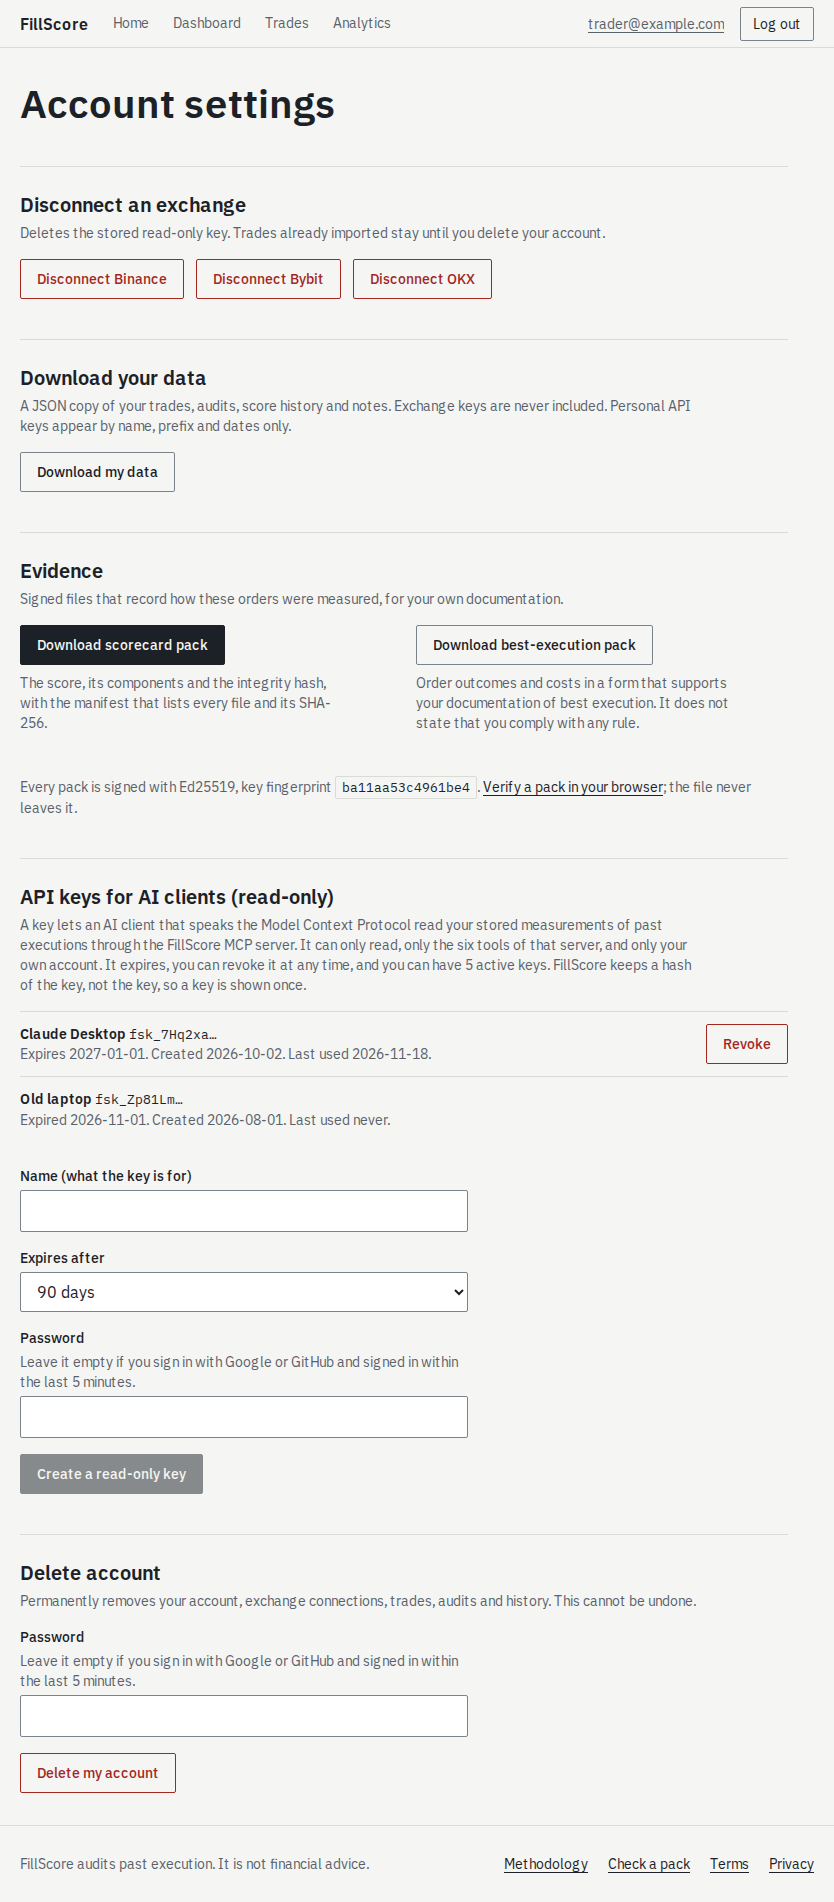 FillScore Home Dashboard Trades Analytics trader@example.com Log out
Account settings
Disconnect an exchange
Deletes the stored read-only key. Trades already imported stay until you delete your account.
Disconnect Binance Disconnect Bybit Disconnect OKX
Download your data
A JSON copy of your trades, audits, score history and notes. Exchange keys are never included. Personal API
keys appear by name, prefix and dates only.
Download my data
Evidence
Signed files that record how these orders were measured, for your own documentation.
Download scorecard pack
The score, its components and the integrity hash,
with the manifest that lists every file and its SHA-
256.
Download best-execution pack
Order outcomes and costs in a form that supports
your documentation of best execution. It does not
state that you comply with any rule.
Every pack is signed with Ed25519, key fingerprint ba11aa53c4961be4. Verify a pack in your browser; the file never
leaves it.
API keys for AI clients (read-only)
A key lets an AI client that speaks the Model Context Protocol read your stored measurements of past
executions through the FillScore MCP server. It can only read, only the six tools of that server, and only your
own account. It expires, you can revoke it at any time, and you can have 5 active keys. FillScore keeps a hash
of the key, not the key, so a key is shown once.
Claude Desktop fsk_7Hq2xa…
Expires 2027-01-01. Created 2026-10-02. Last used 2026-11-18.
Revoke
Old laptop fsk_Zp81Lm…
Expired 2026-11-01. Created 2026-08-01. Last used never.
Name (what the key is for)
Expires after
90 days
Password
Leave it empty if you sign in with Google or GitHub and signed in within
the last 5 minutes.
Create a read-only key
Delete account
Permanently removes your account, exchange connections, trades, audits and history. This cannot be undone.
Password
Leave it empty if you sign in with Google or GitHub and signed in within
the last 5 minutes.
Delete my account
FillScore audits past execution. It is not financial advice. Methodology Check a pack Terms Privacy